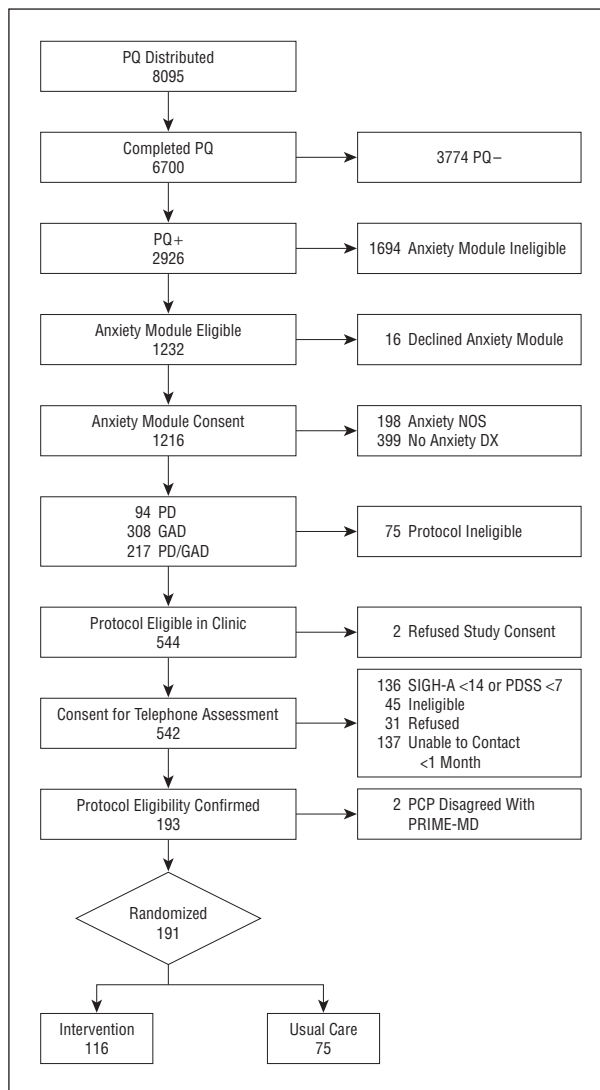 PQ Distributed
8095
Completed PQ
6700
3774 PQ–
PQ+
2926
1694 Anxiety Module Ineligible
Anxiety Module Eligible
1232
16 Declined Anxiety Module
Anxiety Module Consent
1216
198 Anxiety NOS
399 No Anxiety DX
94 PD
308 GAD
217 PD/GAD
75 Protocol Ineligible
Protocol Eligible in Clinic
544
2 Refused Study Consent
Consent for Telephone Assessment
542
136 SIGH-A <14 or PDSS <7
45 Ineligible
31 Refused
137 Unable to Contact
<1 Month
Protocol Eligibility Confirmed
193
2 PCP Disagreed With
PRIME-MD
Randomized
191
Intervention
116
Usual Care
75